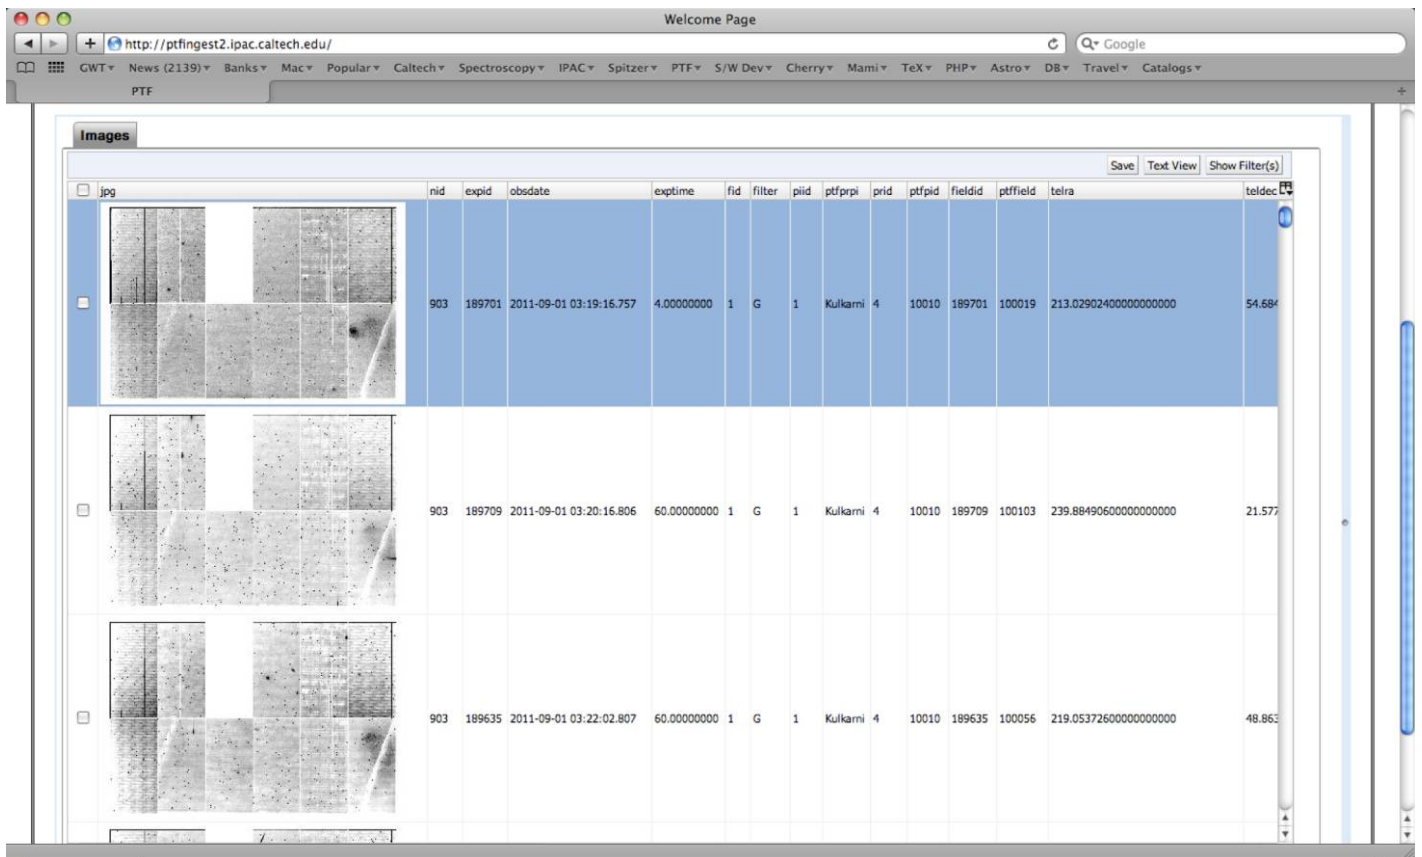 Welcome Page
http://ptfingest2.ipac.caltech.edu/
Google
GWT News (2139) Banks Mac Popular Caltech Spectroscopy IPAC Spitzer PTF S/W Dev Cherry Mami TeX PHP Astro DB Travel Catalogs
PTF
Images
Save Text View Show Filter(s)
jpg nid expid obsdate exptime fid filter piid ptfprpi prid ptfpid fieldid ptffield telra teldec
903 189701 2011-09-01 03:19:16.757 4.00000000 1 G 1 Kulkarni 4 10010 189701 100019 213.02902400000000000 54.684
903 189709 2011-09-01 03:20:16.806 60.00000000 1 G 1 Kulkarni 4 10010 189709 100103 239.88490600000000000 21.577
903 189635 2011-09-01 03:22:02.807 60.00000000 1 G 1 Kulkarni 4 10010 189635 100056 219.05372600000000000 48.863